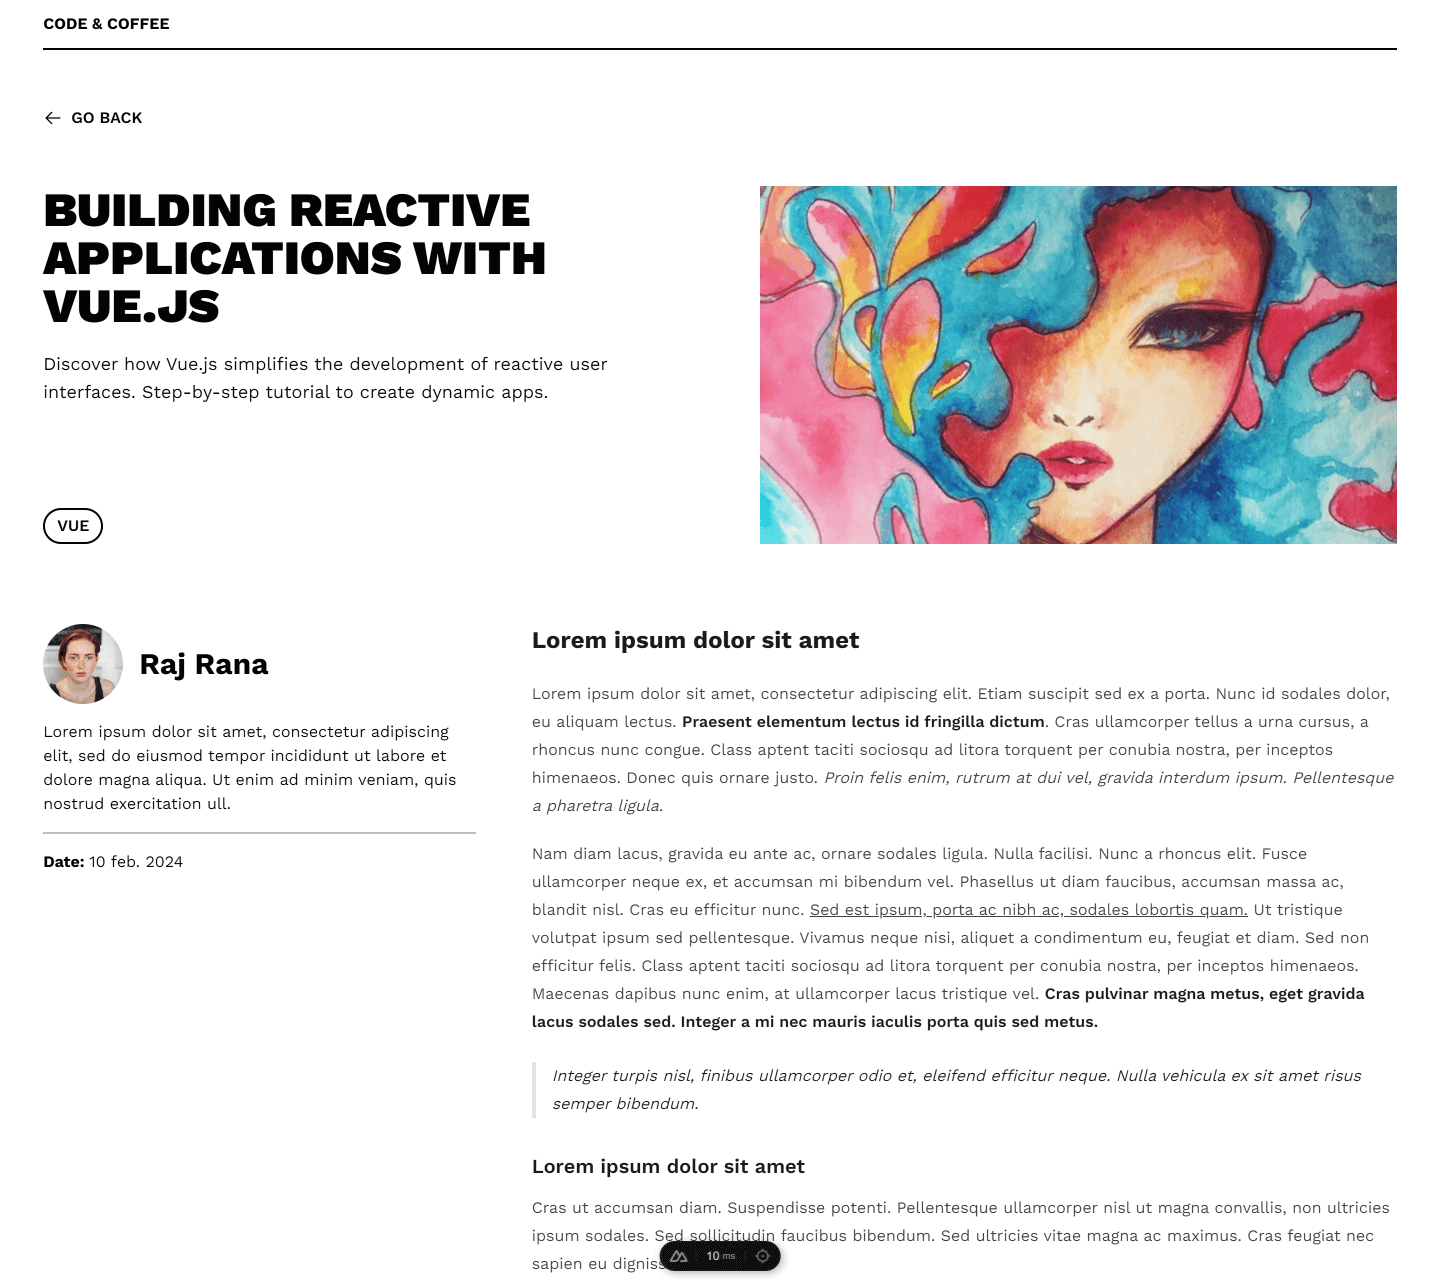 CODE & COFFEE
GO BACK
BUILDING REACTIVE
APPLICATIONS WITH
VUE.JS
Discover how Vue.js simplifies the development of reactive user
interfaces. Step-by-step tutorial to create dynamic apps.
VUE
Raj Rana
Lorem ipsum dolor sit amet, consectetur adipiscing
elit, sed do eiusmod tempor incididunt ut labore et
dolore magna aliqua. Ut enim ad minim veniam, quis
nostrud exercitation ull.
Date: 10 feb. 2024
Lorem ipsum dolor sit amet
Lorem ipsum dolor sit amet, consectetur adipiscing elit. Etiam suscipit sed ex a porta. Nunc id sodales dolor,
eu aliquam lectus. Praesent elementum lectus id fringilla dictum. Cras ullamcorper tellus a urna cursus, a
rhoncus nunc congue. Class aptent taciti sociosqu ad litora torquent per conubia nostra, per inceptos
himenaeos. Donec quis ornare justo. Proin felis enim, rutrum at dui vel, gravida interdum ipsum. Pellentesque
a pharetra ligula.
Nam diam lacus, gravida eu ante ac, ornare sodales ligula. Nulla facilisi. Nunc a rhoncus elit. Fusce
ullamcorper neque ex, et accumsan mi bibendum vel. Phasellus ut diam faucibus, accumsan massa ac,
blandit nisl. Cras eu efficitur nunc. Sed est ipsum, porta ac nibh ac, sodales lobortis quam. Ut tristique
volutpat ipsum sed pellentesque. Vivamus neque nisi, aliquet a condimentum eu, feugiat et diam. Sed non
efficitur felis. Class aptent taciti sociosqu ad litora torquent per conubia nostra, per inceptos himenaeos.
Maecenas dapibus nunc enim, at ullamcorper lacus tristique vel. Cras pulvinar magna metus, eget gravida
lacus sodales sed. Integer a mi nec mauris iaculis porta quis sed metus.
Integer turpis nisl, finibus ullamcorper odio et, eleifend efficitur neque. Nulla vehicula ex sit amet risus
semper bibendum.
Lorem ipsum dolor sit amet
Cras ut accumsan diam. Suspendisse potenti. Pellentesque ullamcorper nisl ut magna convallis, non ultricies
ipsum sodales. Sed sollicitudin faucibus bibendum. Sed ultricies vitae magna ac maximus. Cras feugiat nec
sapien eu
10 ms